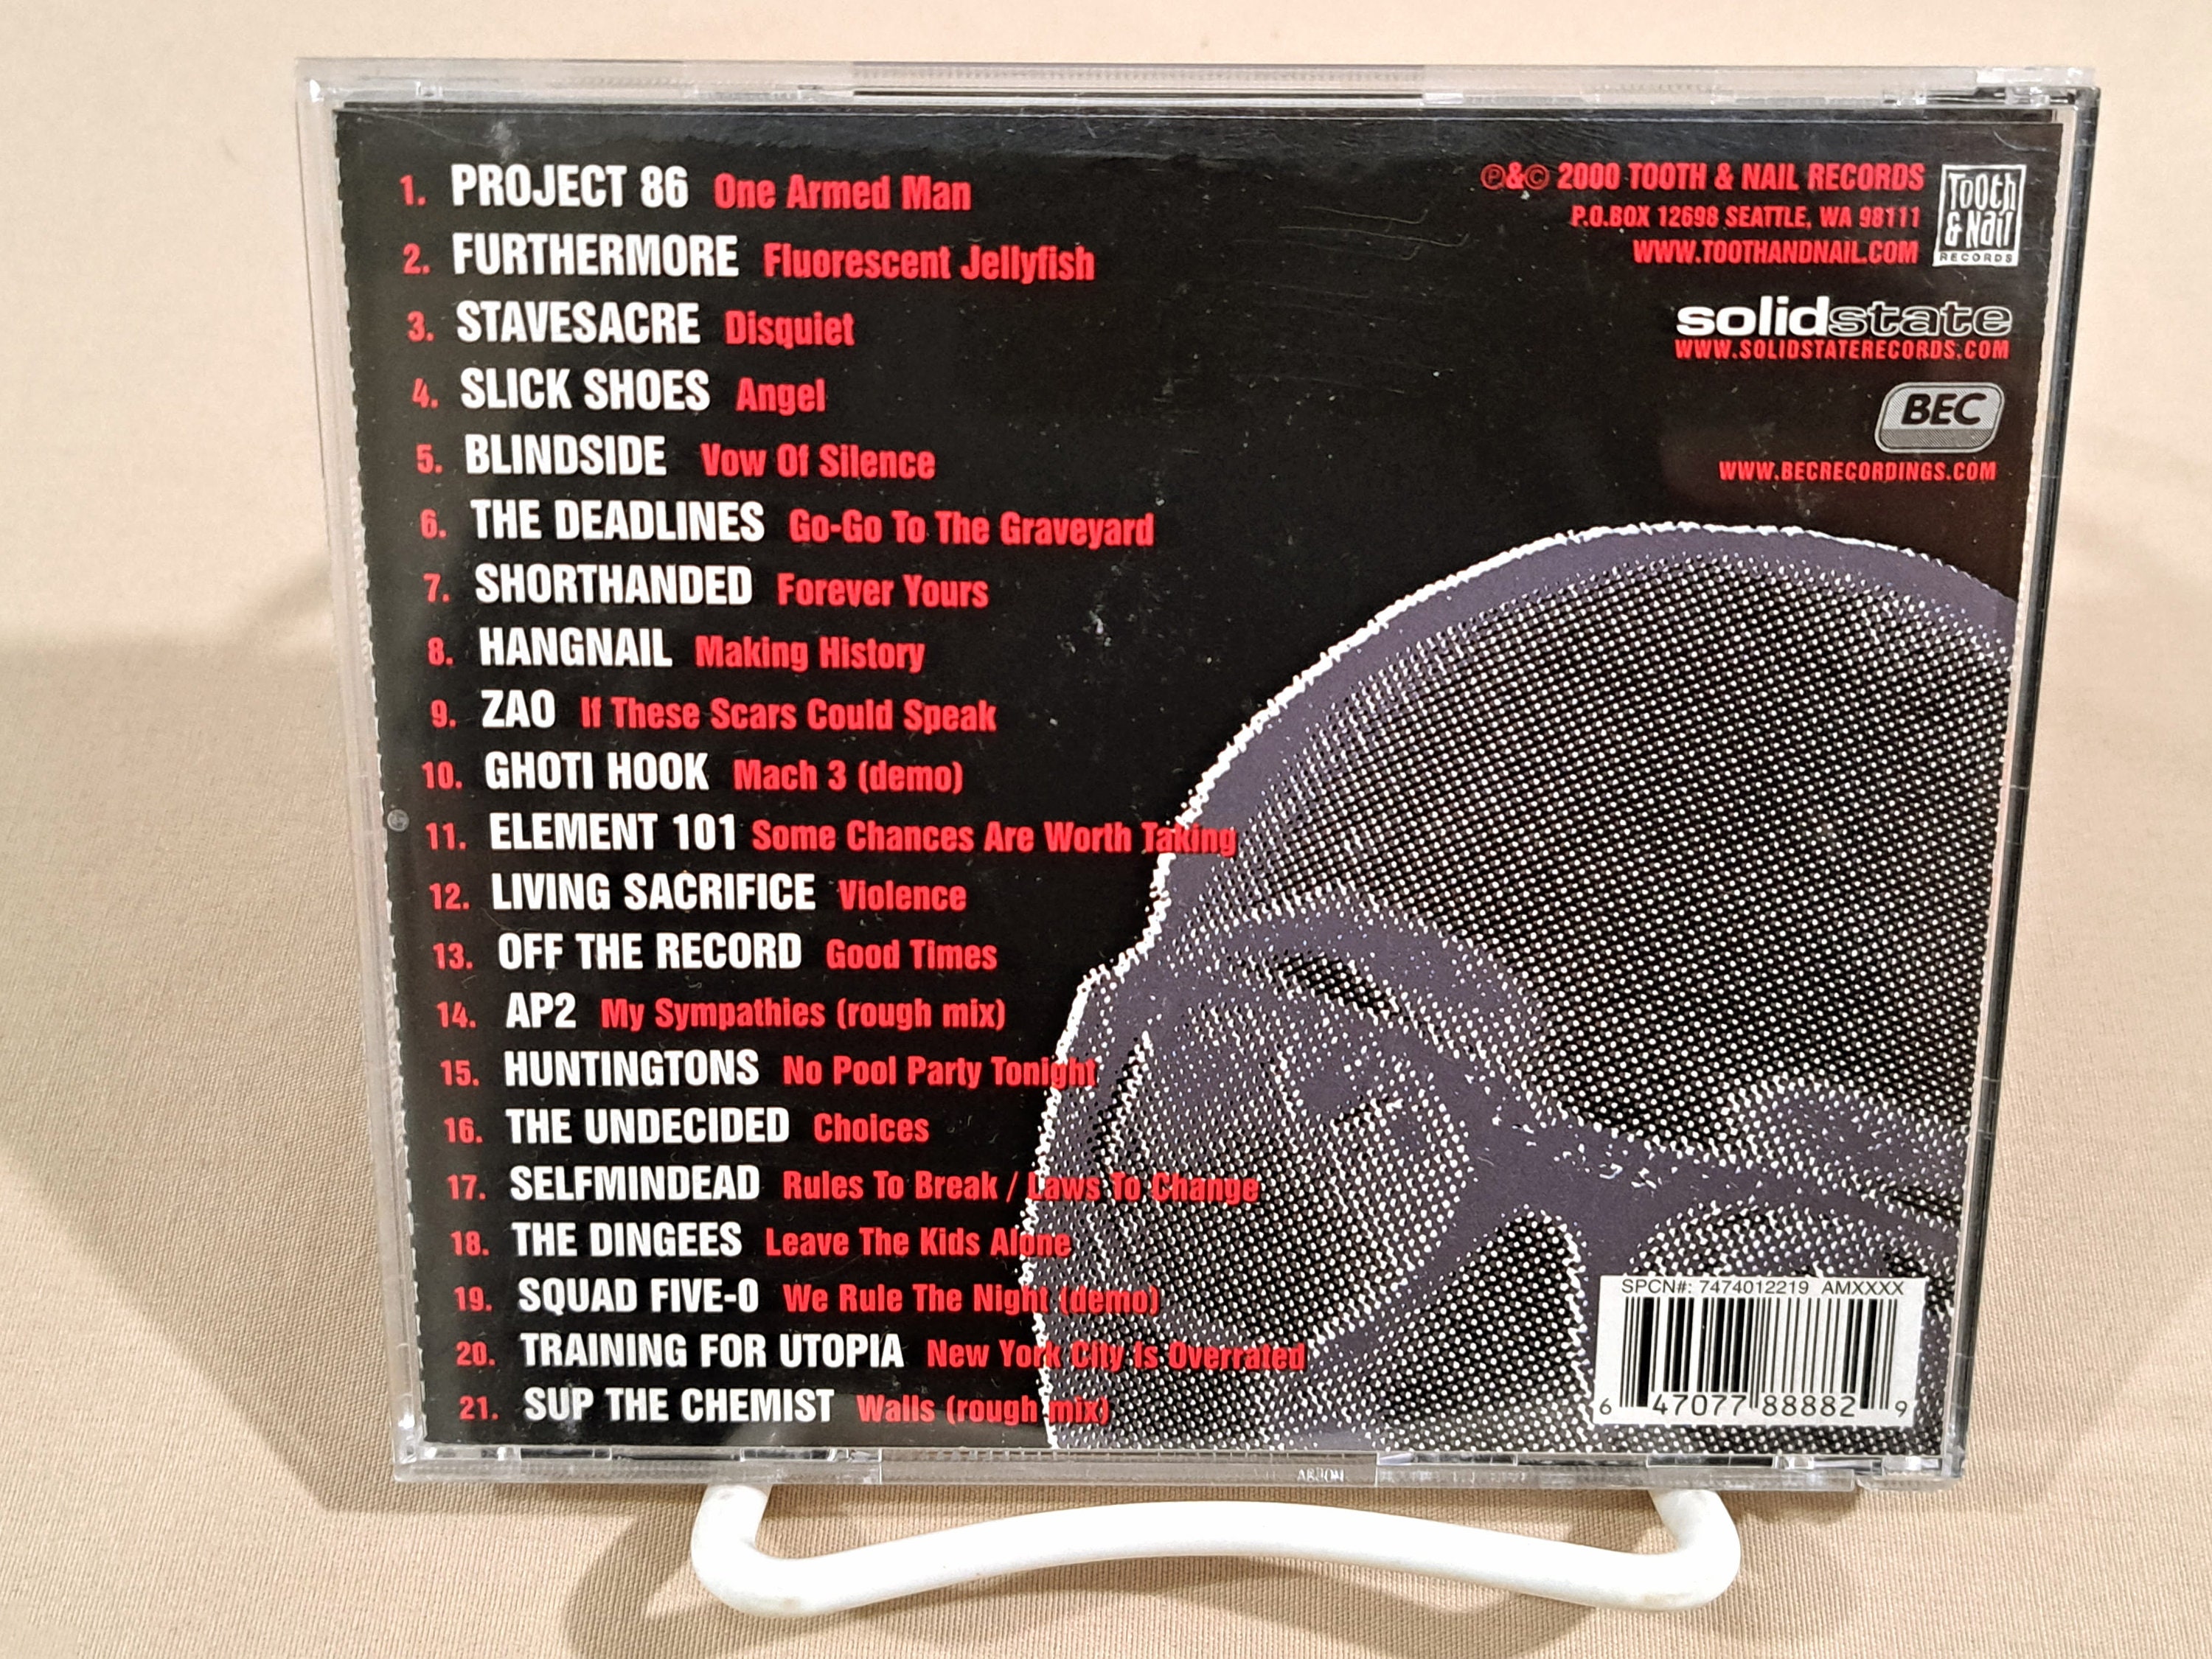 1. PROJECT 86 One Armed Man
2. FURTHERMORE Fluorescent Jellyfish
3. STAVESACRE Disquiet
4. SLICK SHOES Angel
5. BLINDSIDE Vow Of Silence
6. THE DEADLINES Go-Go To The Graveyard
7. SHORTHANDED Forever Yours
8. HANGNAIL Making History
9. ZAO If These Scars Could Speak
10. GHOTI HOOK Mach 3 (demo)
11. ELEMENT 101 Some Chances Are Worth Taking
12. LIVING SACRIFICE Violence
13. OFF THE RECORD Good Times
14. AP2 My Sympathies (rough mix)
15. HUNTINGTONS No Pool Party Tonight
16. THE UNDECIDED Choices
17. SELFMINDEAD Rules To Break / Laws To Change
18. THE DINGEES Leave The Kids Alone
19. SQUAD FIVE-O We Rule The Night (demo)
20. TRAINING FOR UTOPIA New York City Is Overrated
21. SUP THE CHEMIST Walls (rough mix)
℗&© 2000 TOOTH & NAIL RECORDS
P.O.BOX 12698 SEATTLE, WA 98111
WWW.TOOTHANDNAIL.COM
Tooth
& Nail
RECORDS
solidstate
WWW.SOLIDSTATERECORDS.COM
BEC
WWW.BECRECORDINGS.COM
SPCN#: 7474012219 AMXXXX
6 47077 88882 9